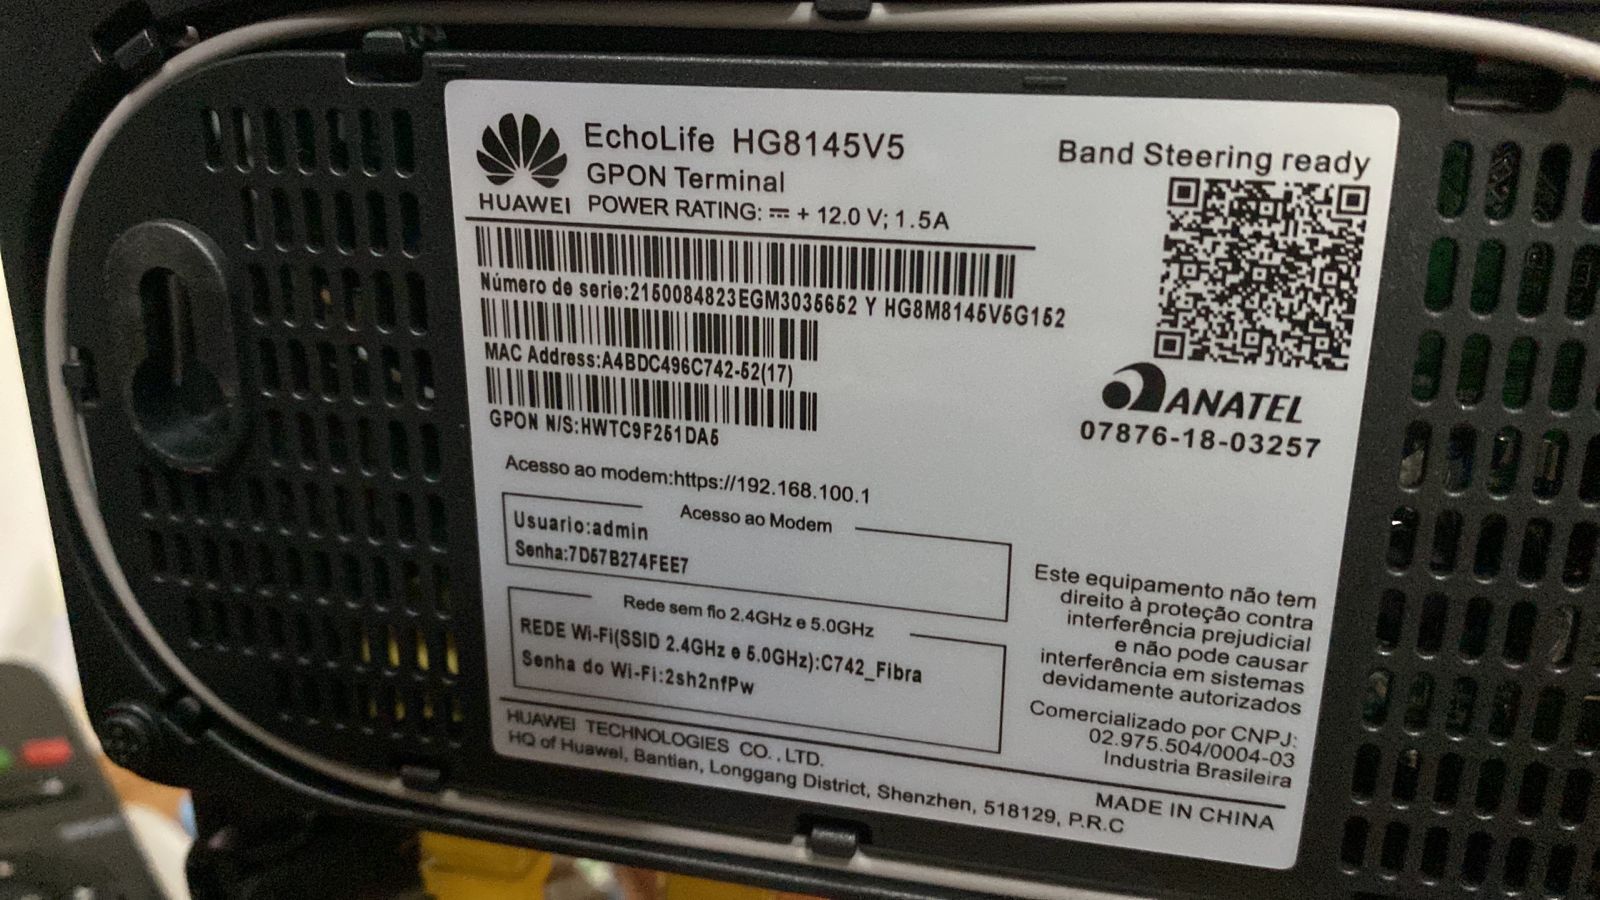 EchoLife HG8145V5
GPON Terminal
HUAWEI POWER RATING: ⎓ + 12.0 V; 1.5A
Band Steering ready
Número de serie:2150084823EGM3035652 Y HG8M8145V5G152
MAC Address:A4BDC496C742-52(17)
GPON N/S:HWTC9F251DA5
ANATEL
07876-18-03257
Acesso ao modem:https://192.168.100.1
Acesso ao Modem
Usuario:admin
Senha:7D57B274FEE7
Rede sem fio 2.4GHz e 5.0GHz
REDE Wi-Fi(SSID 2.4GHz e 5.0GHz):C742_Fibra
Senha do Wi-Fi:2sh2nfPw
Este equipamento não tem
direito à proteção contra
interferência prejudicial
e não pode causar
interferência em sistemas
devidamente autorizados
Comercializado por CNPJ:
02.975.504/0004-03
Industria Brasileira
HUAWEI TECHNOLOGIES CO.,LTD.
HQ of Huawei, Bantian, Longgang District, Shenzhen, 518129, P.R.C
MADE IN CHINA